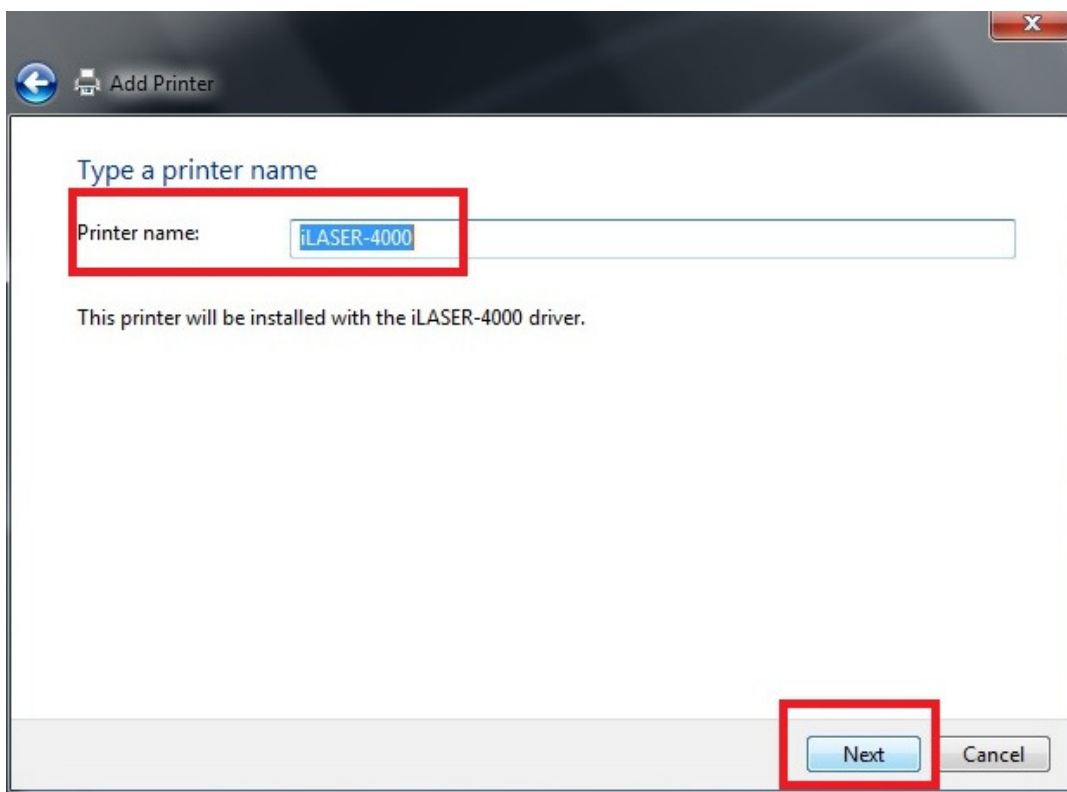 Add Printer
Type a printer name
Printer name: iLASER-4000
This printer will be installed with the iLASER-4000 driver.
Next Cancel